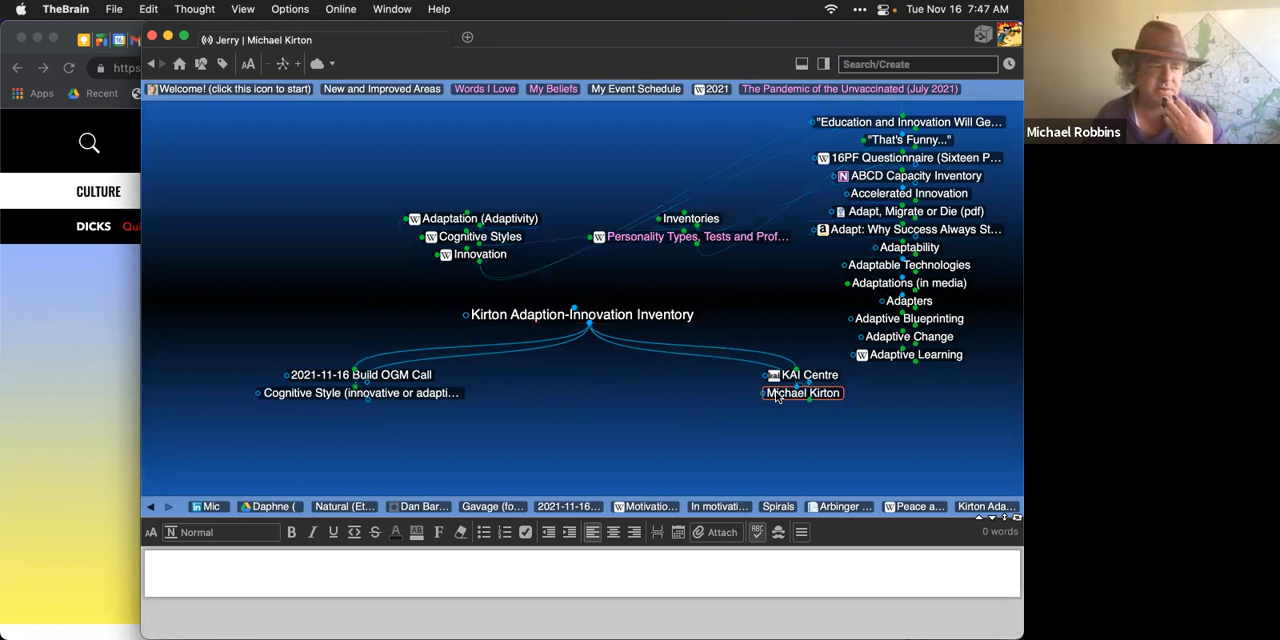 TheBrain File Edit Thought View Options Online Window Help
Tue Nov 16 7:47 AM
Jerry | Michael Kirton
https
Apps Recent
Search/Create
Welcome! (click this icon to start) New and Improved Areas Words I Love My Beliefs My Event Schedule 2021 The Pandemic of the Unvaccinated (July 2021)
CULTURE
DICKS
"Education and Innovation Will Ge...
"That's Funny..."
16PF Questionnaire (Sixteen P...
ABCD Capacity Inventory
Accelerated Innovation
Adapt, Migrate or Die (pdf)
Adapt: Why Success Always St...
Adaptability
Adaptable Technologies
Adaptations (in media)
Adapters
Adaptive Blueprinting
Adaptive Change
Adaptive Learning
Adaptation (Adaptivity)
Cognitive Styles
Innovation
Inventories
Personality Types, Tests and Prof...
Kirton Adaption-Innovation Inventory
2021-11-16 Build OGM Call
Cognitive Style (innovative or adapti...
KAI Centre
Michael Kirton
Mic Daphne ( Natural (Et... Dan Bar... Gavage (fo... 2021-11-16... Motivatio... In motivati... Spirals Arbinger ... Peace a... Kirton Ada...
AA N Normal B I U S A F Attach ABC 0 words
Michael Robbins